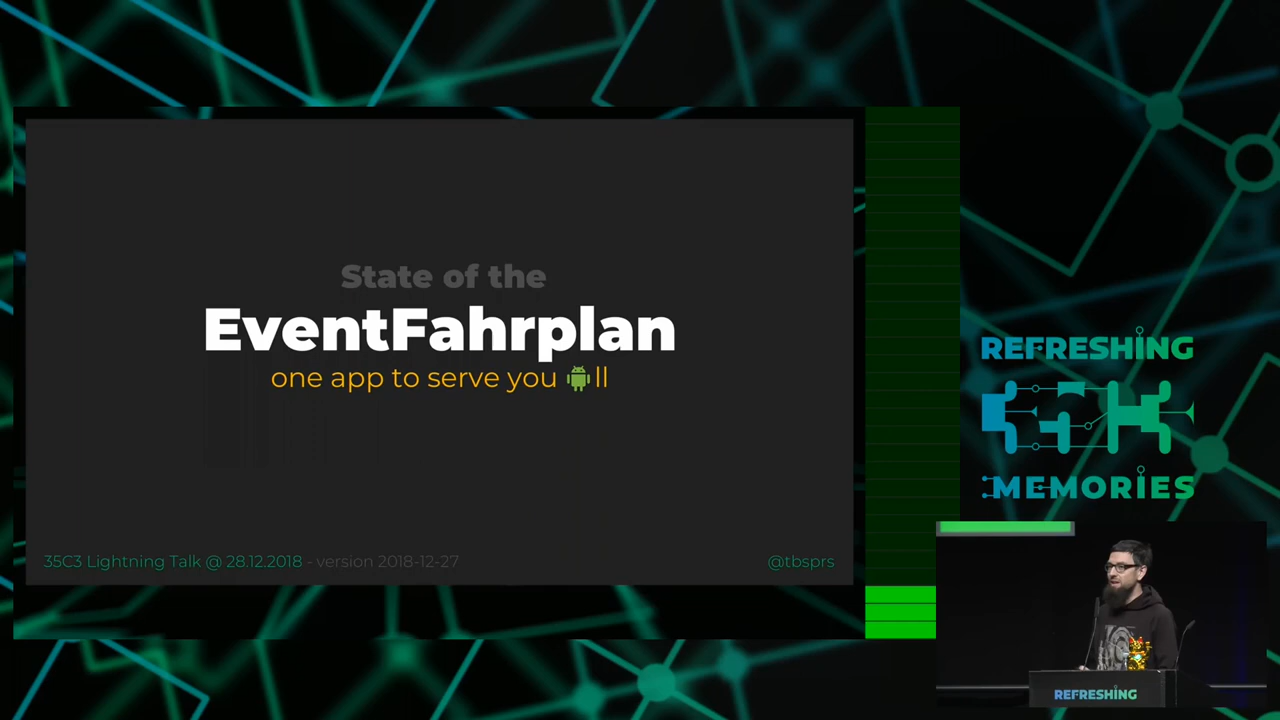 State of the
EventFahrplan
one app to serve you ll
35C3 Lightning Talk @ 28.12.2018 - version 2018-12-27
@tbsprs
REFRESHING
35C3
MEMORIES
REFRESHING